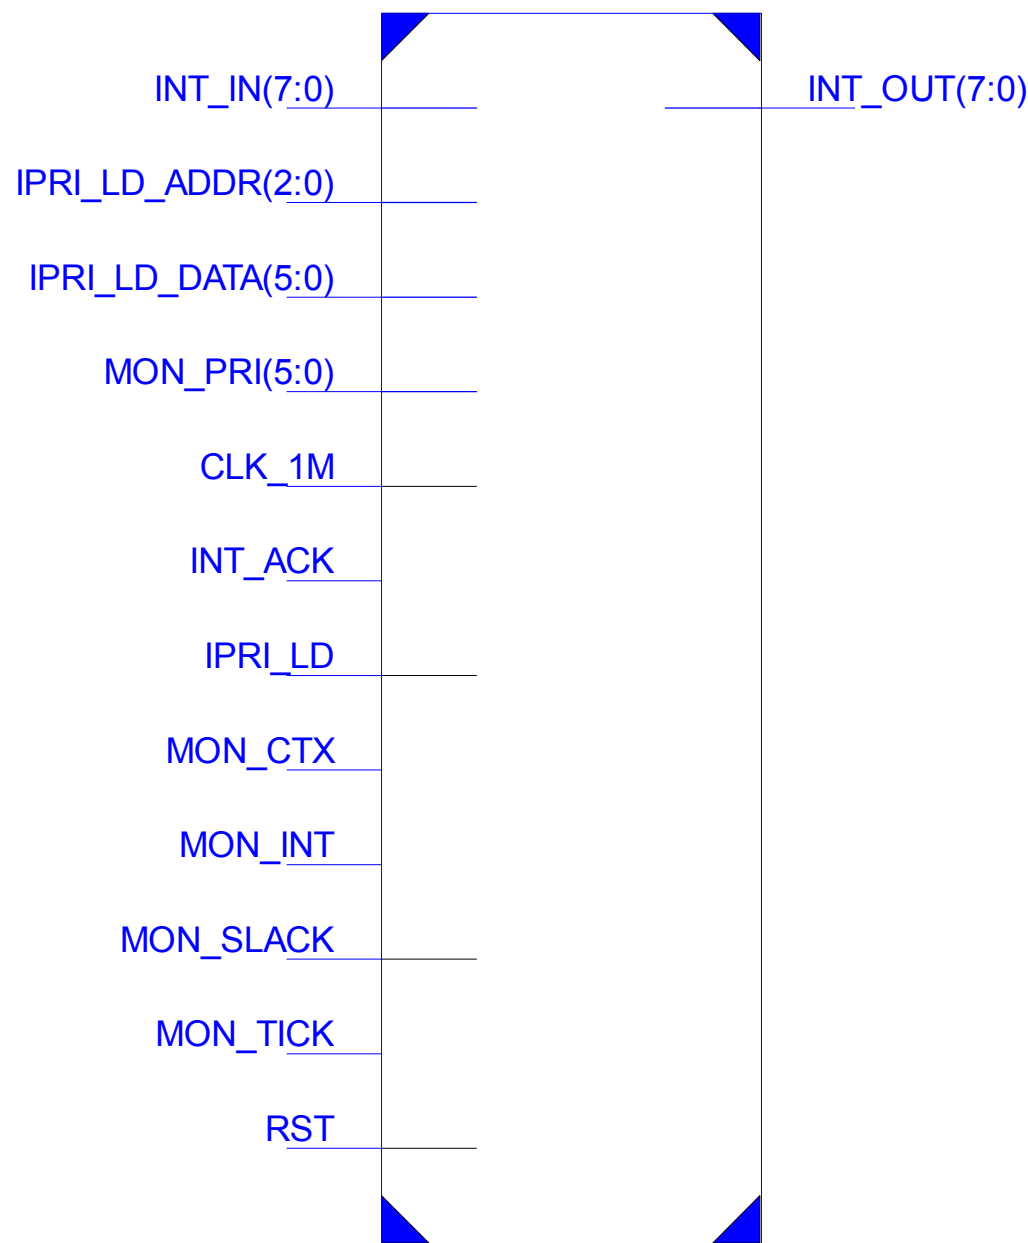 INT_IN(7:0)
INT_OUT(7:0)
IPRI_LD_ADDR(2:0)
IPRI_LD_DATA(5:0)
MON_PRI(5:0)
CLK_1M
INT_ACK
IPRI_LD
MON_CTX
MON_INT
MON_SLACK
MON_TICK
RST